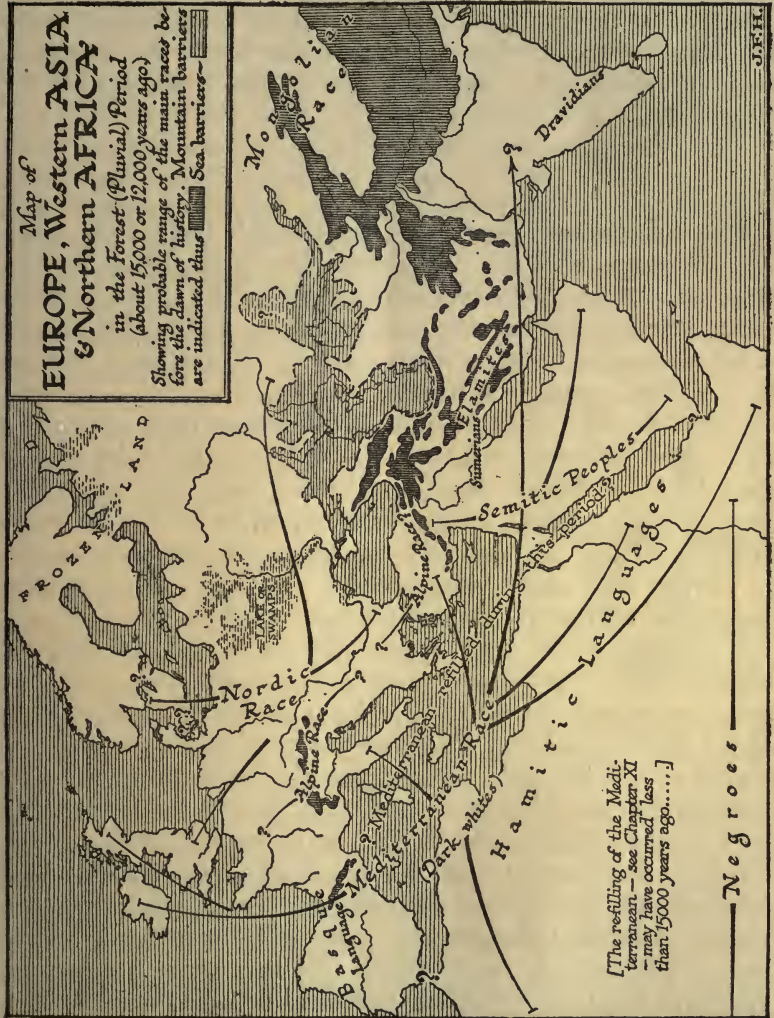 Map of
EUROPE, Western ASIA
& Northern AFRICA
in the Forest (Pluvial) Period
(about 15,000 or 12,000 years ago.)
Showing probable range of the main races be-
fore the dawn of history. Mountain barriers
are indicated thus Sea barriers-
Mongolian
Race
FROZEN LAND
LAKE OR
SWAMPS
Nordic
Race
?
?
?
?
Alpine Race
Alpine Race?
Basque
Language
? Mediterranean refilled during this period?
Mediterranean Race
(Dark whites)
?
Sumerians
Elamites
Semitic Peoples
?
Dravidians
Hamitic Languages
[The refilling of the Medi-
terranean – see Chapter XI
– may have occurred less
than 15000 years ago......]
Negroes
J.F.H.